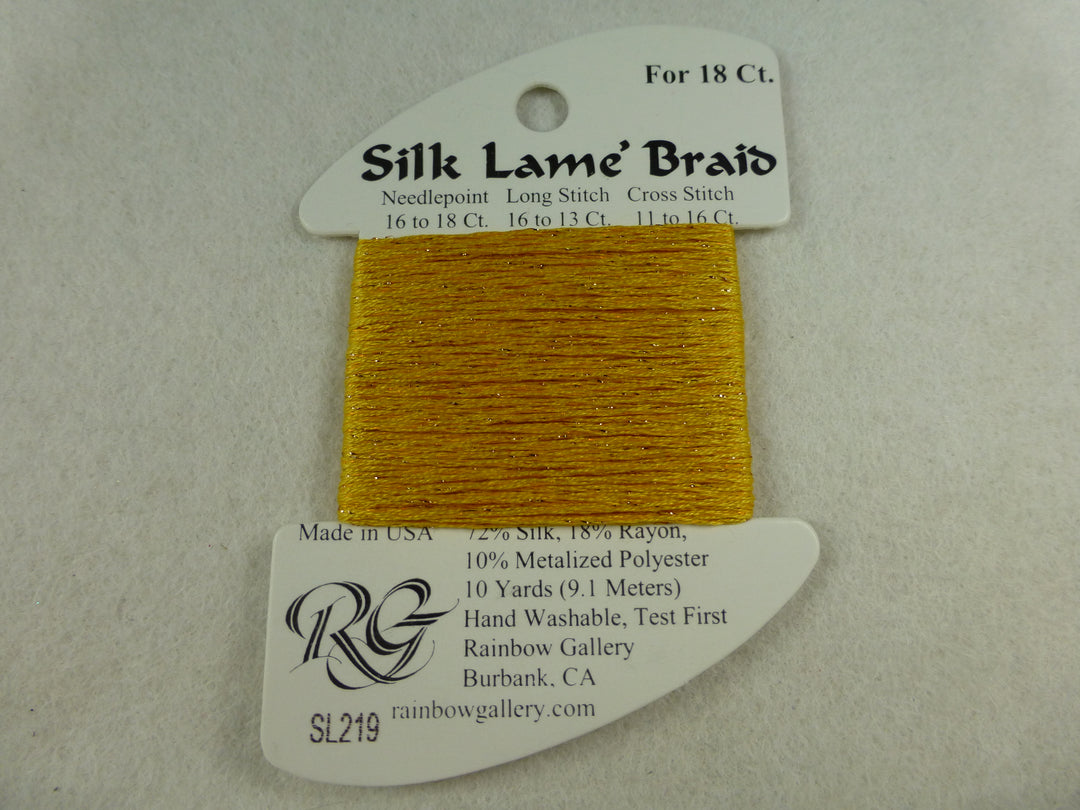 For 18 Ct.
Silk Lame' Braid
Needlepoint Long Stitch Cross Stitch
16 to 18 Ct. 16 to 13 Ct. 11 to 16 Ct.
Made in USA 72% Silk, 18% Rayon,
10% Metalized Polyester
10 Yards (9.1 Meters)
Hand Washable, Test First
Rainbow Gallery
Burbank, CA
rainbowgallery.com
RG
SL219